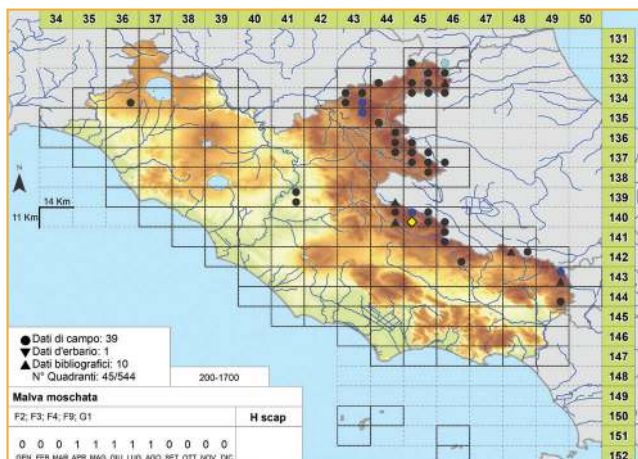 34 35 36 37 38 39 40 41 42 43 44 45 46 47 48 49 50
131
132
133
134
135
136
137
138
139
140
141
142
143
144
145
146
147
148
149
150
151
152
N
14 Km
11 Km
Dati di campo: 39
Dati d'erbario: 1
Dati bibliografici: 10
N° Quadranti: 45/544
200-1700
Malva moschata
F2; F3; F4; F9; G1
H scap
0 0 0 1 1 1 1 1 0 0 0 0
GEN FEB MAR APR MAG GIU LUG AGO SET OTT NOV DIC